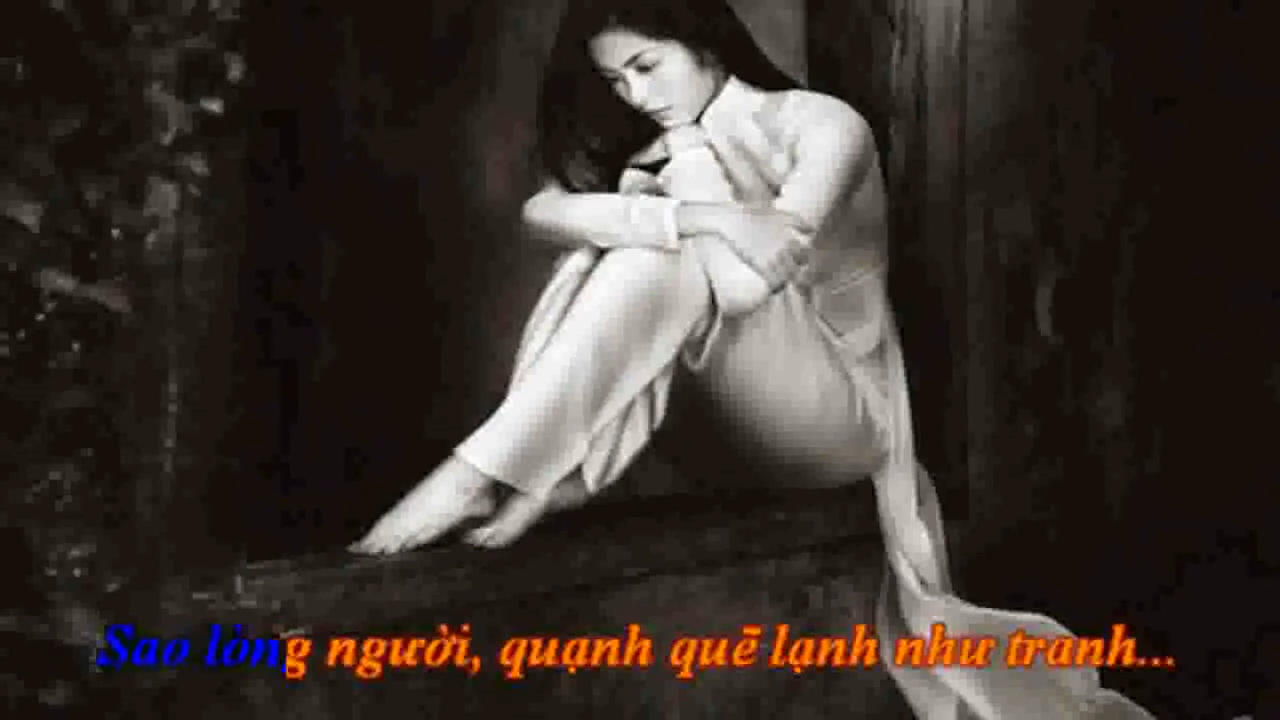 Sao lòng người, quạnh quẽ lạnh như tranh...